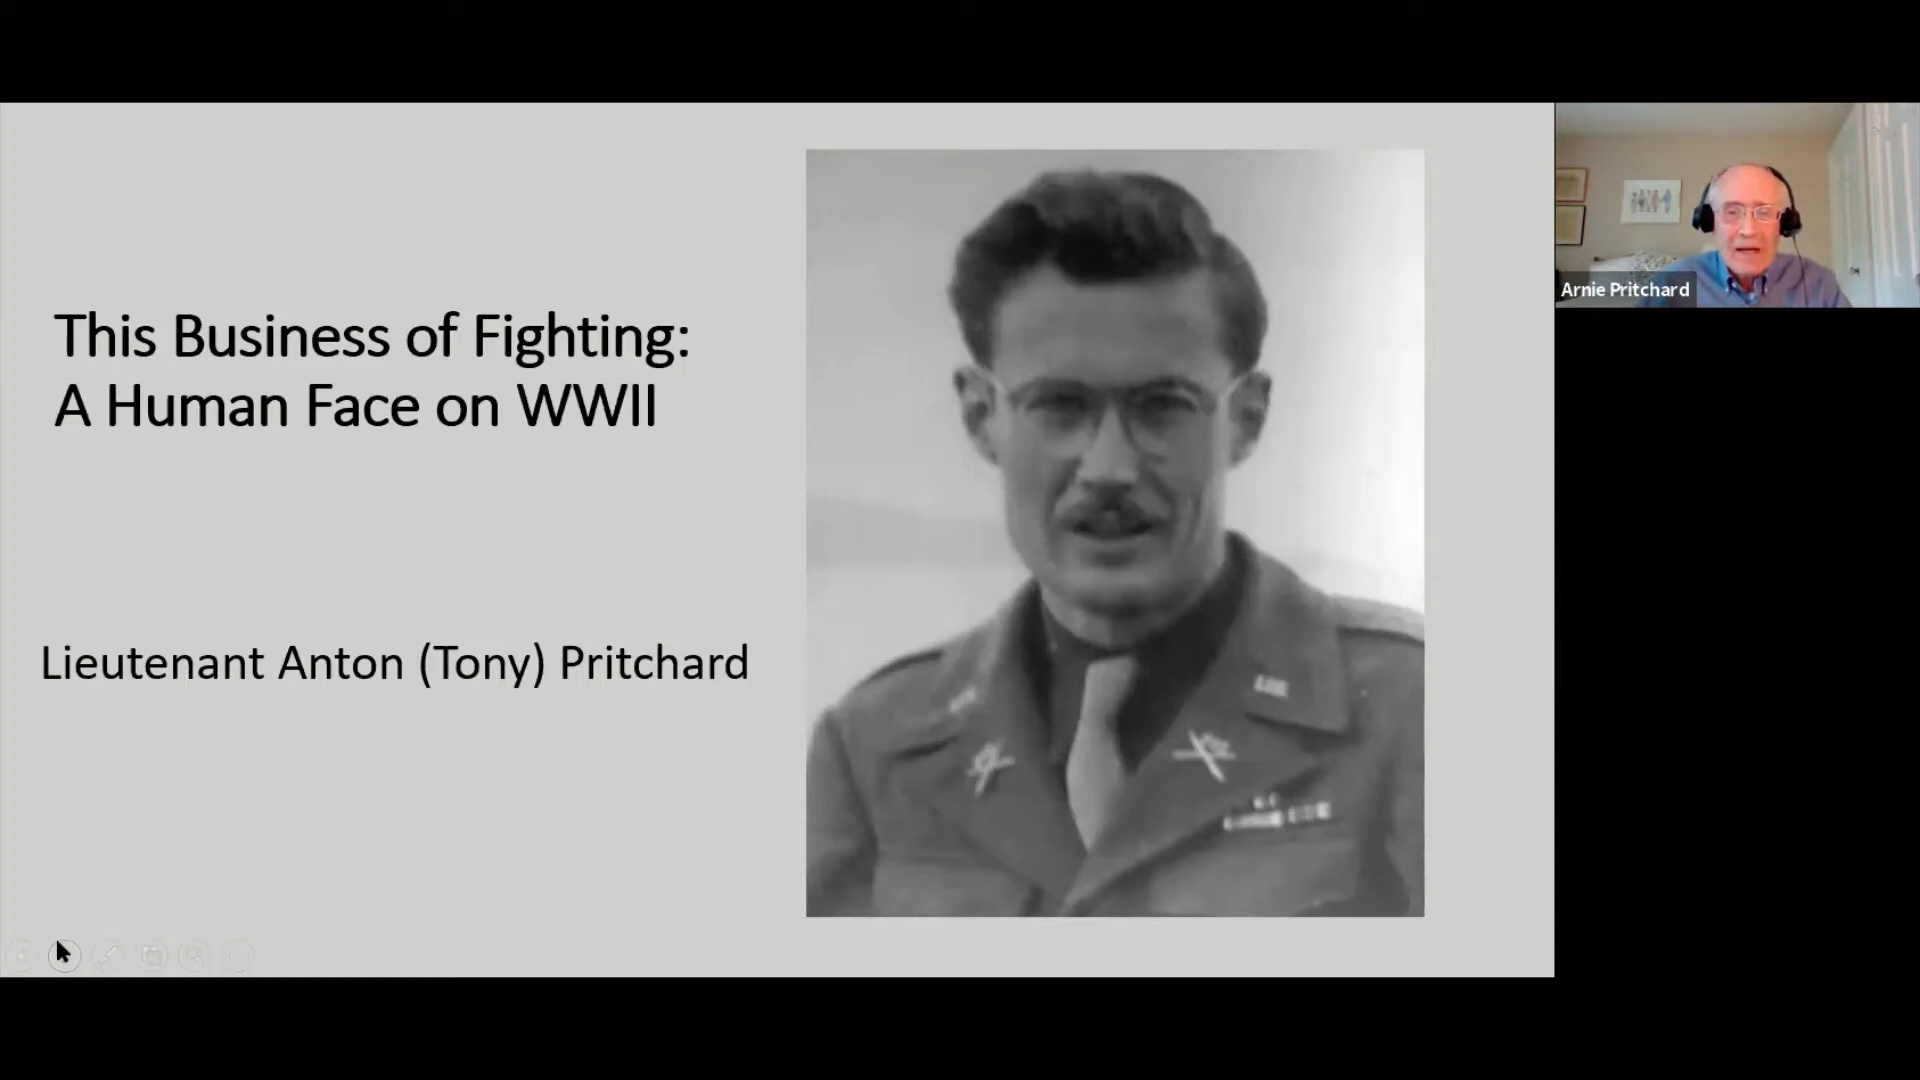 This Business of Fighting:
A Human Face on WWII
Lieutenant Anton (Tony) Pritchard
Arnie Pritchard